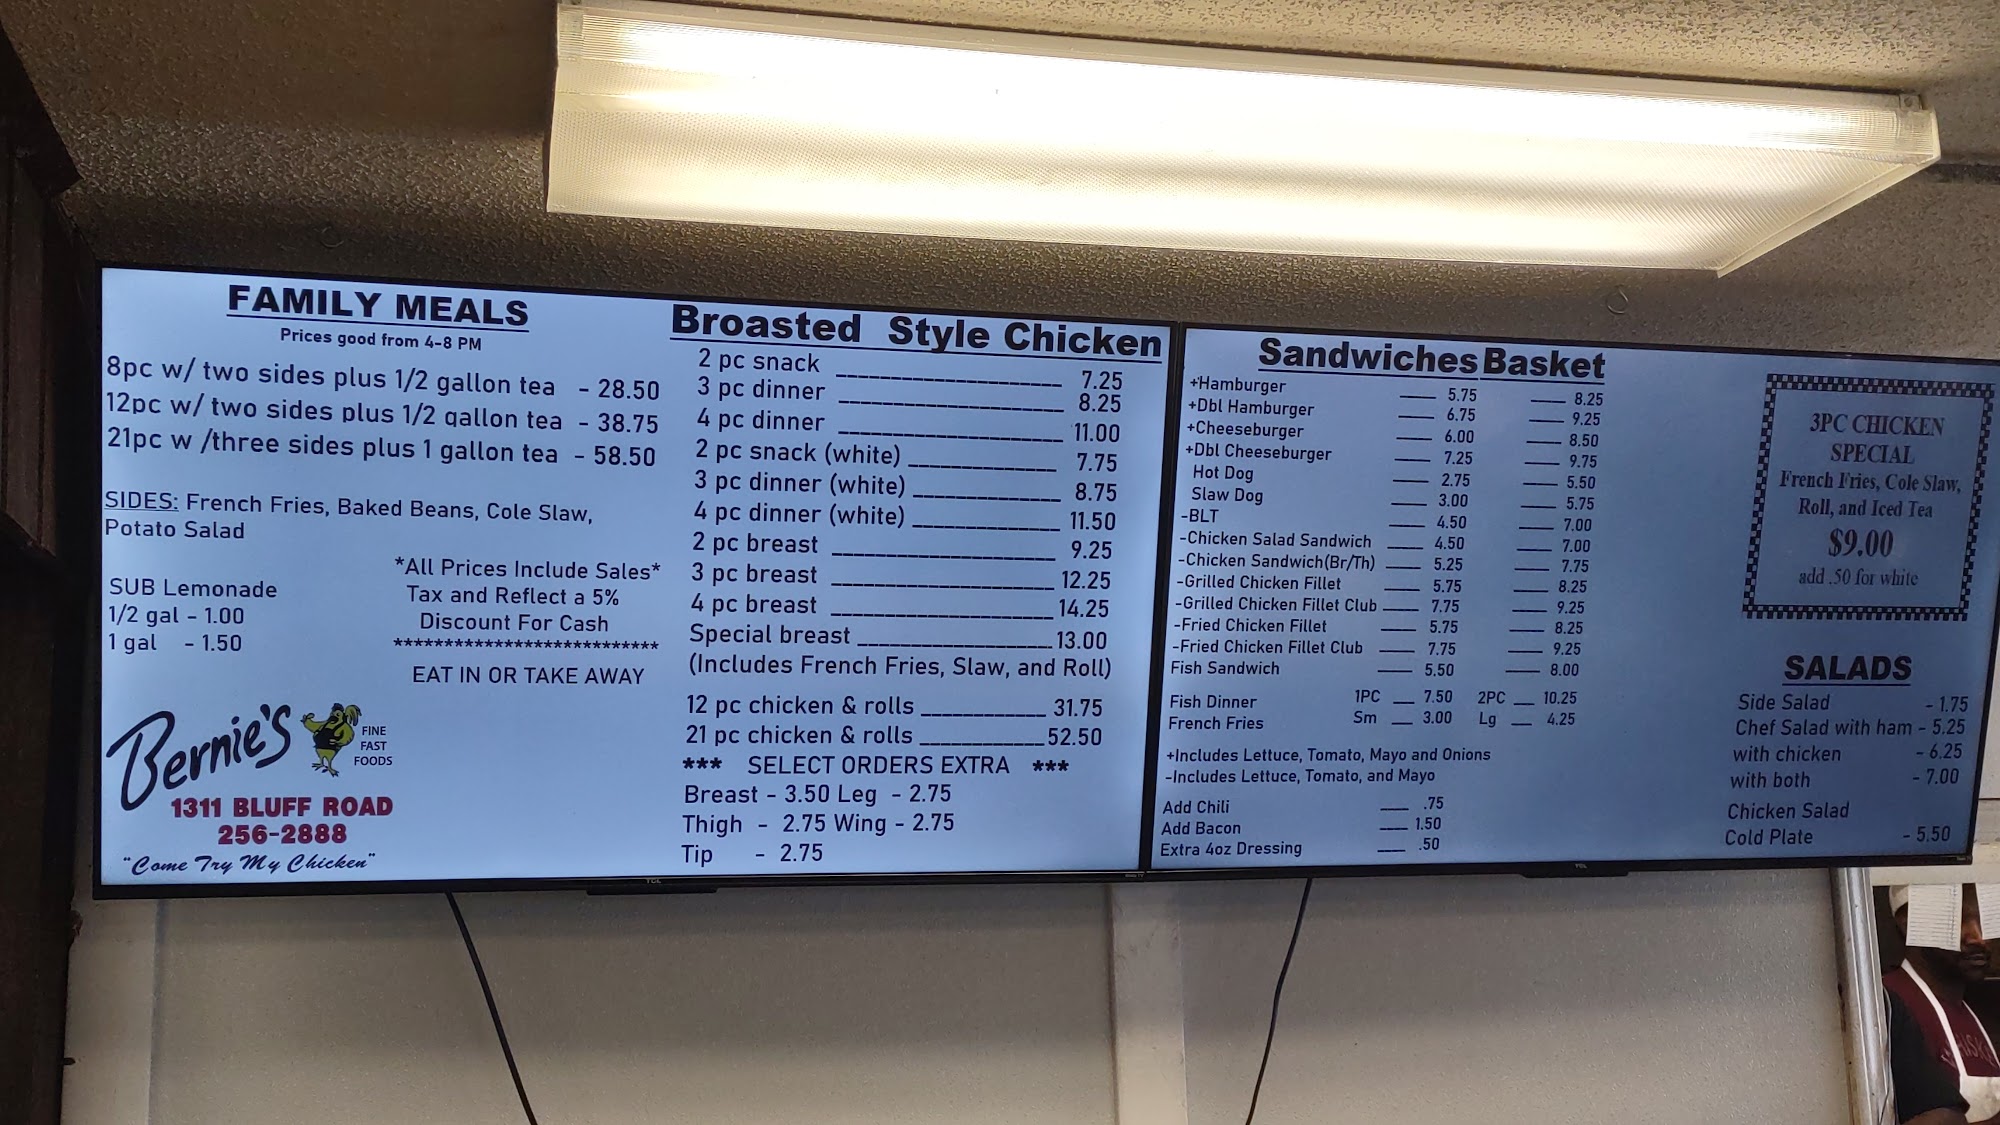 FAMILY MEALS
Prices good from 4-8 PM
8pc w/ two sides plus 1/2 gallon tea - 28.50
12pc w/ two sides plus 1/2 gallon tea - 38.75
21pc w /three sides plus 1 gallon tea - 58.50
SIDES: French Fries, Baked Beans, Cole Slaw,
Potato Salad
SUB Lemonade
1/2 gal - 1.00
1 gal - 1.50
*All Prices Include Sales*
Tax and Reflect a 5%
Discount For Cash
**************************
EAT IN OR TAKE AWAY
Bernie's
FINE
FAST
FOODS
1311 BLUFF ROAD
256-2888
"Come Try My Chicken"
Broasted Style Chicken
2 pc snack 7.25
3 pc dinner 8.25
4 pc dinner 11.00
2 pc snack (white) 7.75
3 pc dinner (white) 8.75
4 pc dinner (white) 11.50
2 pc breast 9.25
3 pc breast 12.25
4 pc breast 14.25
Special breast 13.00
(Includes French Fries, Slaw, and Roll)
12 pc chicken & rolls 31.75
21 pc chicken & rolls 52.50
*** SELECT ORDERS EXTRA ***
Breast - 3.50 Leg - 2.75
Thigh - 2.75 Wing - 2.75
Tip - 2.75
Sandwiches Basket
+Hamburger 5.75 8.25
+Dbl Hamburger 6.75 9.25
+Cheeseburger 6.00 8.50
+Dbl Cheeseburger 7.25 9.75
Hot Dog 2.75 5.50
Slaw Dog 3.00 5.75
-BLT 4.50 7.00
-Chicken Salad Sandwich 4.50 7.00
-Chicken Sandwich(Br/Th) 5.25 7.75
-Grilled Chicken Fillet 5.75 8.25
-Grilled Chicken Fillet Club 7.75 9.25
-Fried Chicken Fillet 5.75 8.25
-Fried Chicken Fillet Club 7.75 9.25
Fish Sandwich 5.50 8.00
Fish Dinner 1PC 7.50 2PC 10.25
French Fries Sm 3.00 Lg 4.25
+Includes Lettuce, Tomato, Mayo and Onions
-Includes Lettuce, Tomato, and Mayo
Add Chili .75
Add Bacon 1.50
Extra 4oz Dressing .50
3PC CHICKEN
SPECIAL
French Fries, Cole Slaw,
Roll, and Iced Tea
$9.00
add .50 for white
SALADS
Side Salad - 1.75
Chef Salad with ham - 5.25
with chicken - 6.25
with both - 7.00
Chicken Salad
Cold Plate - 5.50
TCL
TCL